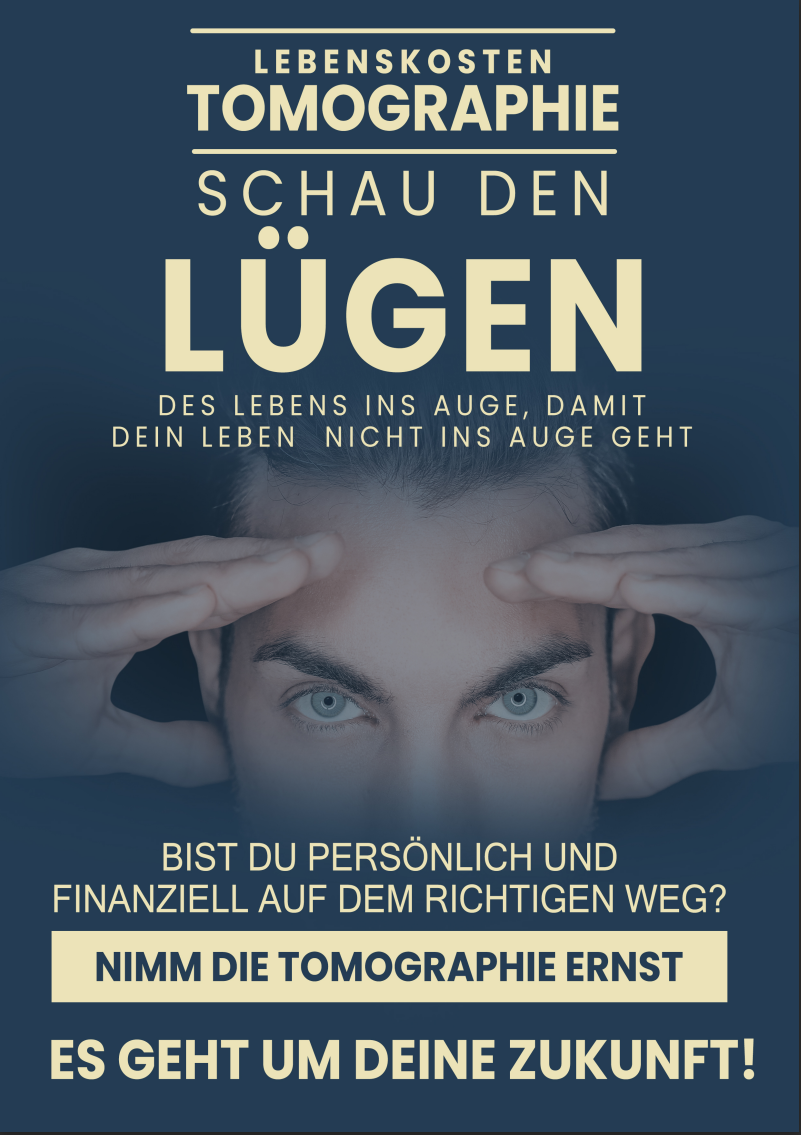 LEBENSKOSTEN
TOMOGRAPHIE
SCHAU DEN
LÜGEN
DES LEBENS INS AUGE, DAMIT
DEIN LEBEN NICHT INS AUGE GEHT
BIST DU PERSÖNLICH UND
FINANZIELL AUF DEM RICHTIGEN WEG?
NIMM DIE TOMOGRAPHIE ERNST
ES GEHT UM DEINE ZUKUNFT!